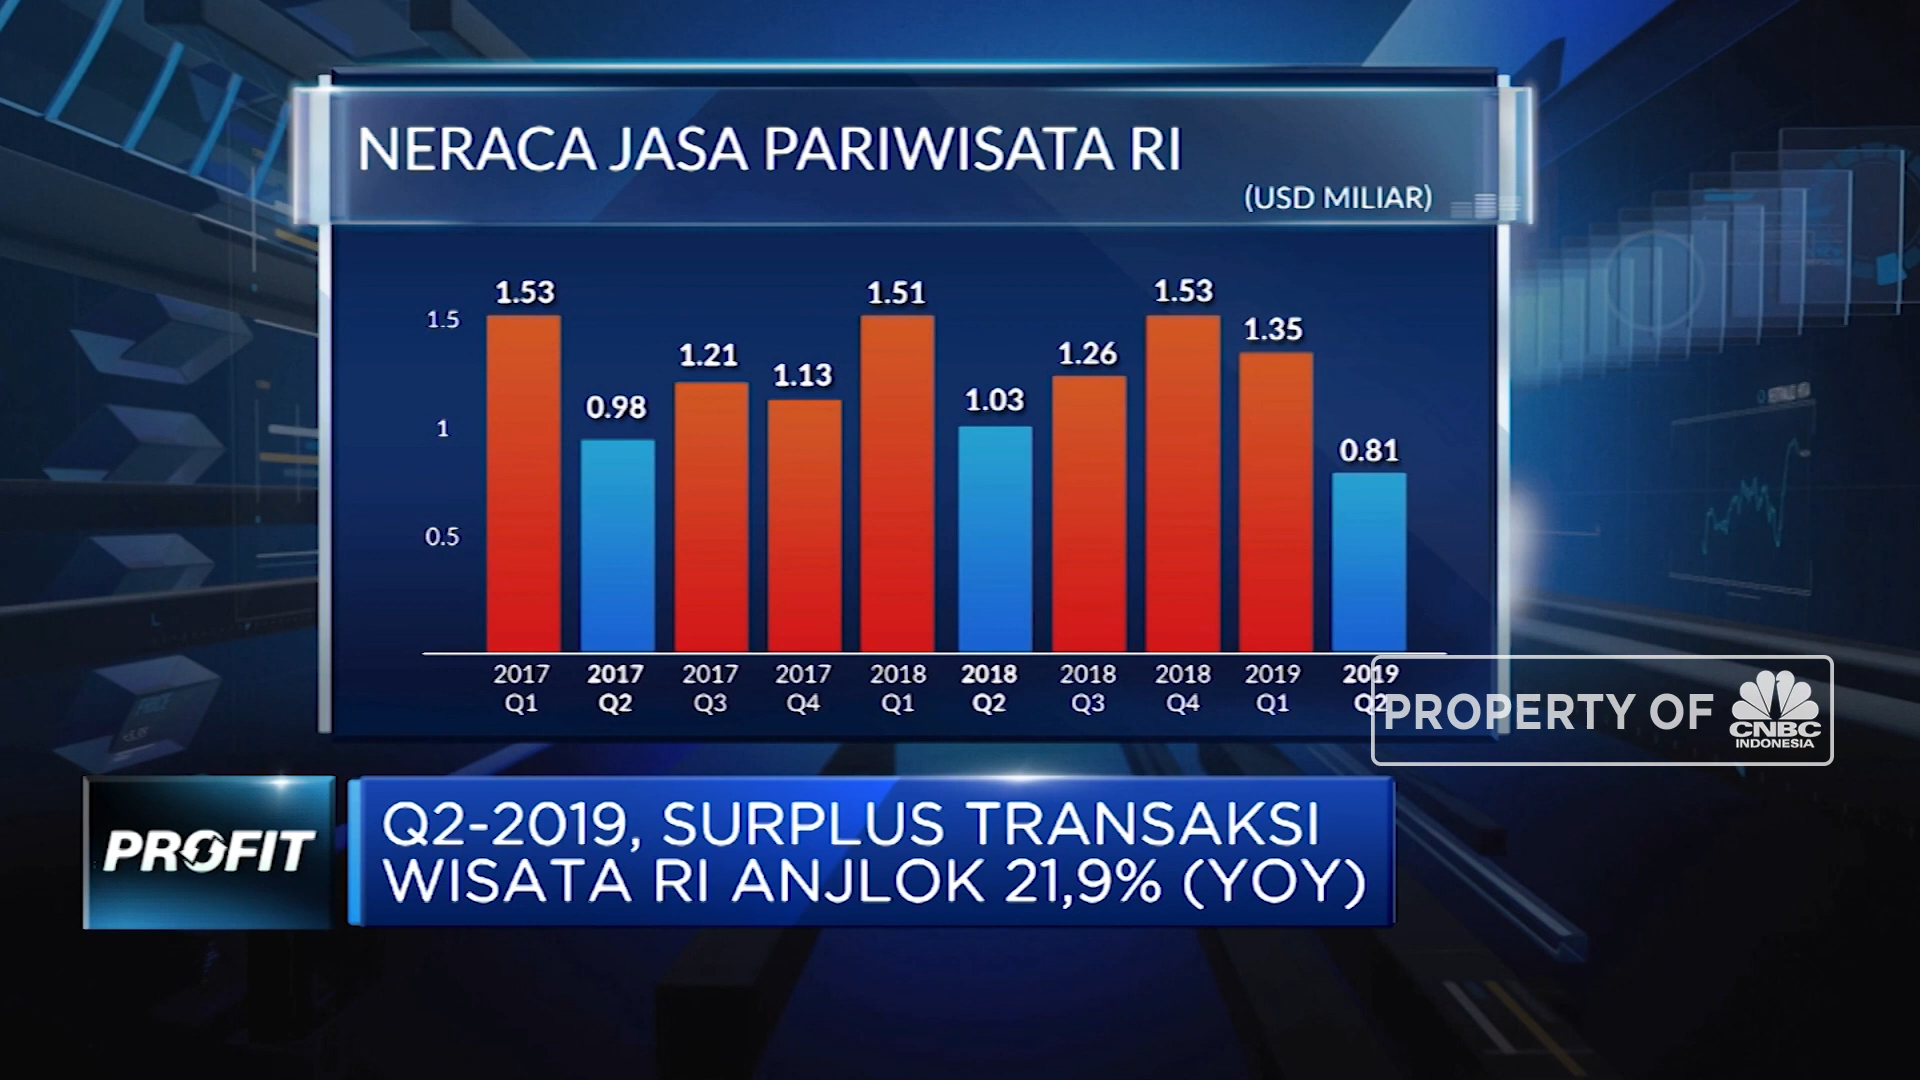 NERACA JASA PARIWISATA RI
(USD MILIAR)
1.53 0.98 1.21 1.13 1.51 1.03 1.26 1.53 1.35 0.81
1.5
1
0.5
2017 2017 2017 2017 2018 2018 2018 2018 2019 2019
Q1 Q2 Q3 Q4 Q1 Q2 Q3 Q4 Q1 Q2
PROPERTY OF CNBC
INDONESIA
PROFIT
Q2-2019, SURPLUS TRANSAKSI
WISATA RI ANJLOK 21,9% (YOY)